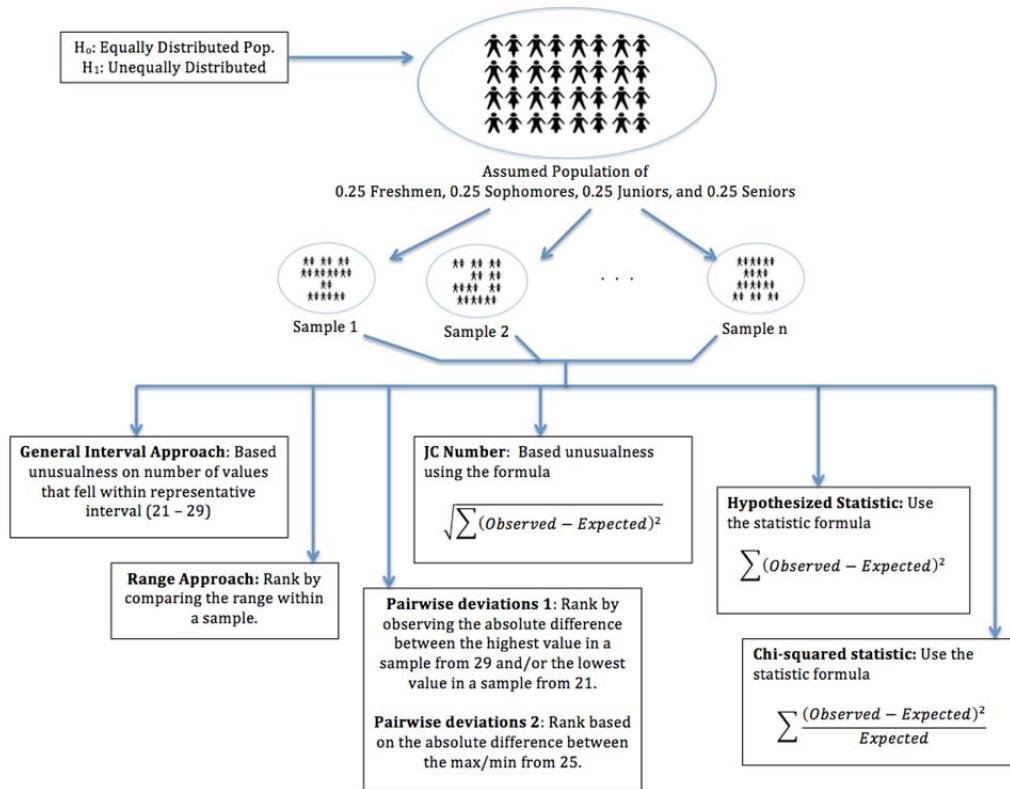 Hₒ: Equally Distributed Pop.
H₁: Unequally Distributed
Assumed Population of
0.25 Freshmen, 0.25 Sophomores, 0.25 Juniors, and 0.25 Seniors
Sample 1
Sample 2
. . .
Sample n
General Interval Approach: Based
unusualness on number of values
that fell within representative
interval (21 – 29)
Range Approach: Rank by
comparing the range within
a sample.
Pairwise deviations 1: Rank by
observing the absolute difference
between the highest value in a
sample from 29 and/or the lowest
value in a sample from 21.
Pairwise deviations 2: Rank based
on the absolute difference between
the max/min from 25.
JC Number: Based unusualness
using the formula
√∑(Observed − Expected)²
Hypothesized Statistic: Use
the statistic formula
∑(Observed − Expected)²
Chi-squared statistic: Use the
statistic formula
∑ (Observed − Expected)² / Expected